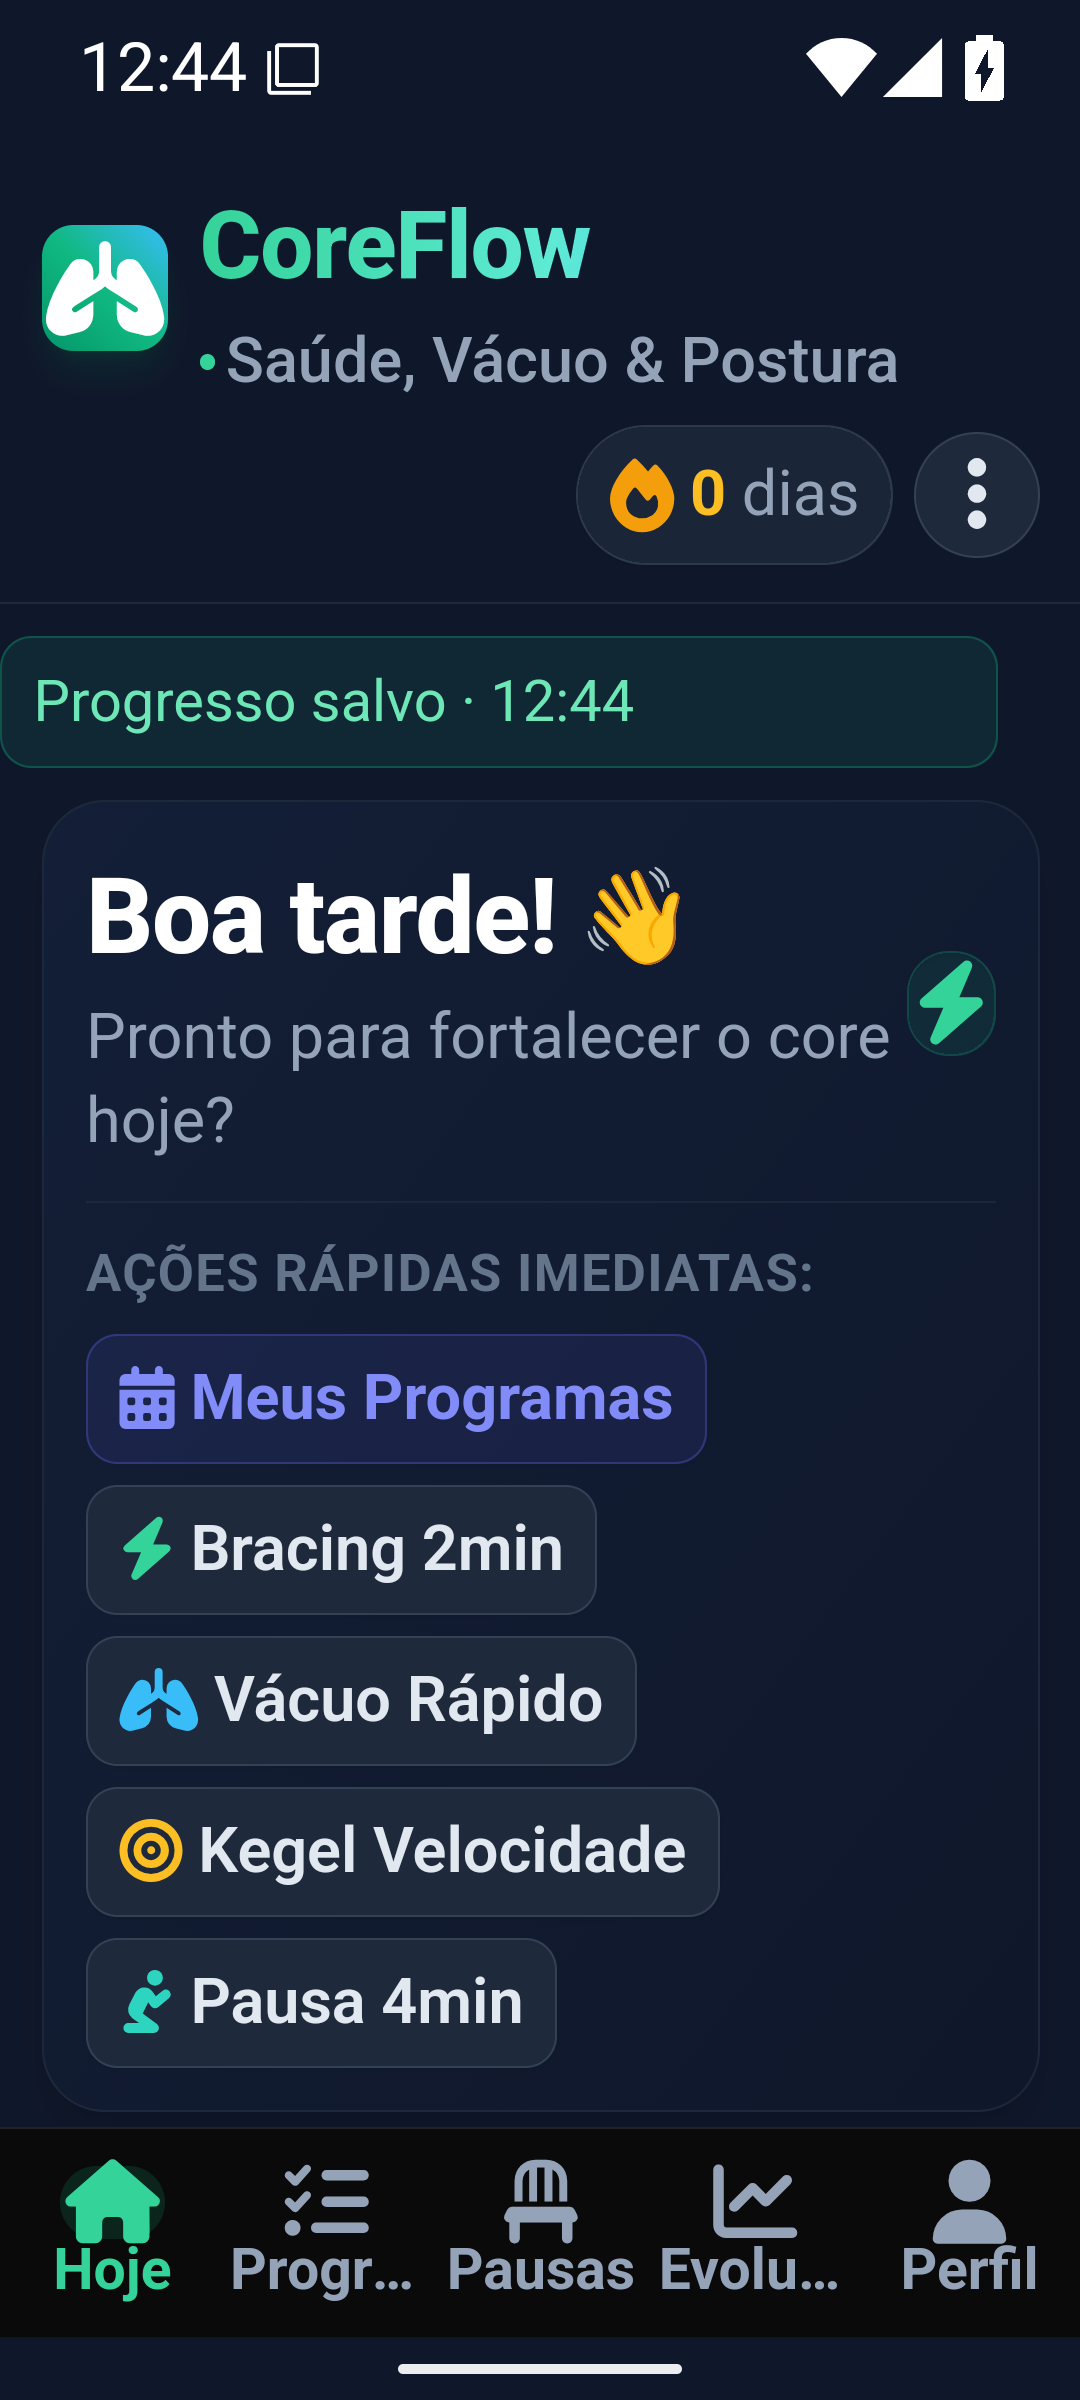 12:44
CoreFlow
Saúde, Vácuo & Postura
0 dias
Progresso salvo · 12:44
Boa tarde! 👋
Pronto para fortalecer o core
hoje?
AÇÕES RÁPIDAS IMEDIATAS:
Meus Programas
Bracing 2min
Vácuo Rápido
Kegel Velocidade
Pausa 4min
Hoje
Progr...
Pausas
Evolu...
Perfil